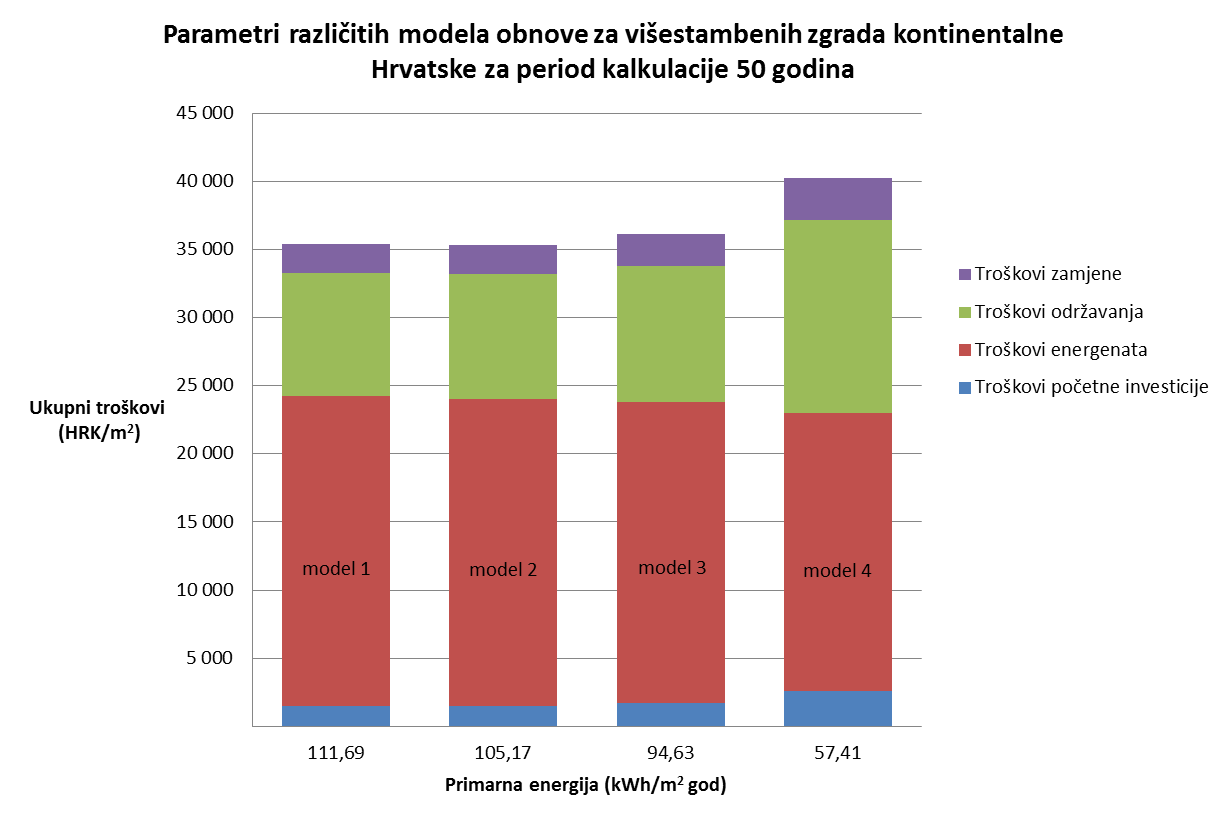 Parametri različitih modela obnove za višestambenih zgrada kontinentalne
Hrvatske za period kalkulacije 50 godina
45 000
40 000
35 000
30 000
25 000
20 000
15 000
10 000
5 000
Ukupni troškovi
(HRK/m²)
model 1
model 2
model 3
model 4
Troškovi zamjene
Troškovi održavanja
Troškovi energenata
Troškovi početne investicije
111,69
105,17
94,63
57,41
Primarna energija (kWh/m² god)